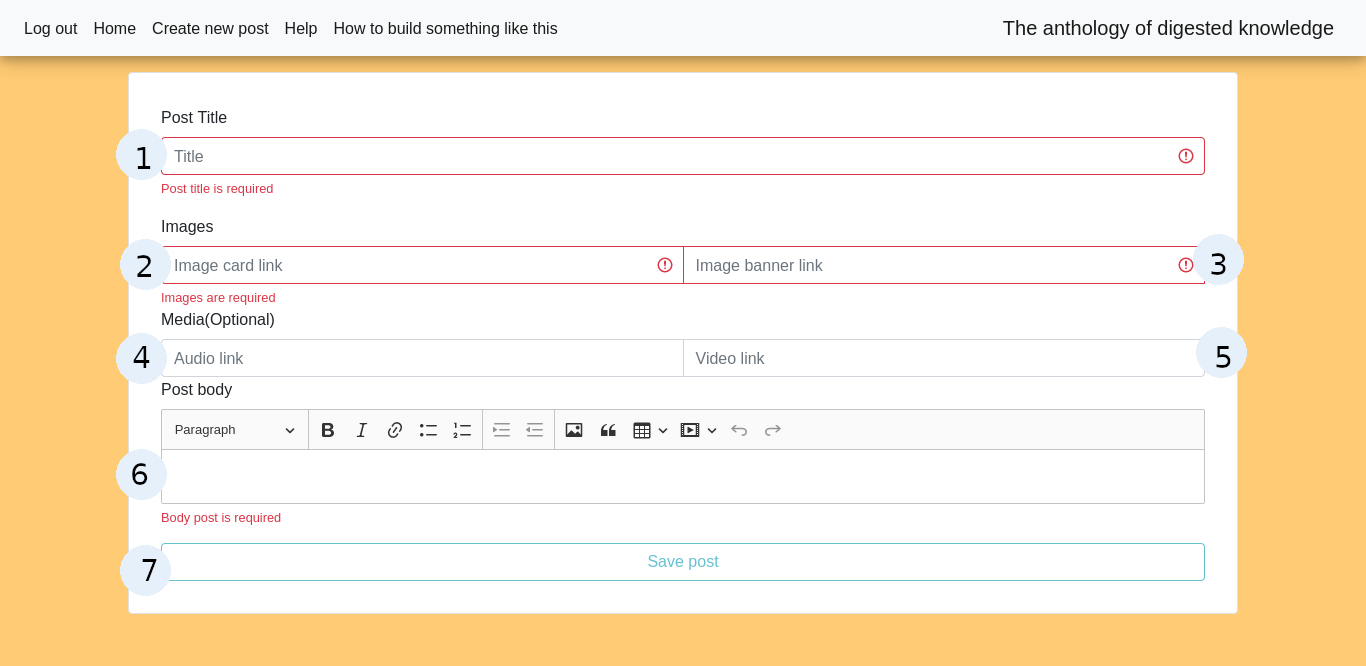 Log out Home Create new post Help How to build something like this The anthology of digested knowledge
Post Title
1 Title
Post title is required
Images
2 Image card link Image banner link 3
Images are required
Media(Optional)
4 Audio link Video link 5
Post body
Paragraph
6
Body post is required
7 Save post